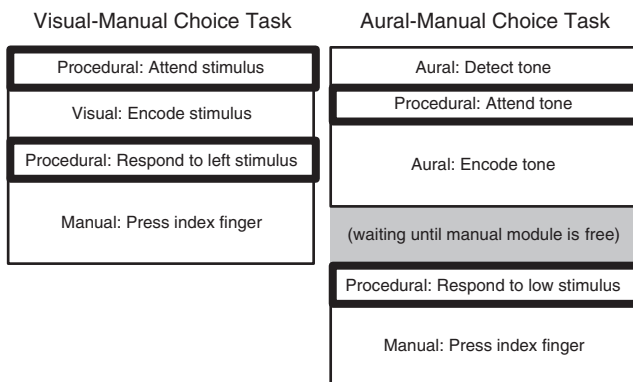 Visual-Manual Choice Task
Procedural: Attend stimulus
Visual: Encode stimulus
Procedural: Respond to left stimulus
Manual: Press index finger
Aural-Manual Choice Task
Aural: Detect tone
Procedural: Attend tone
Aural: Encode tone
(waiting until manual module is free)
Procedural: Respond to low stimulus
Manual: Press index finger